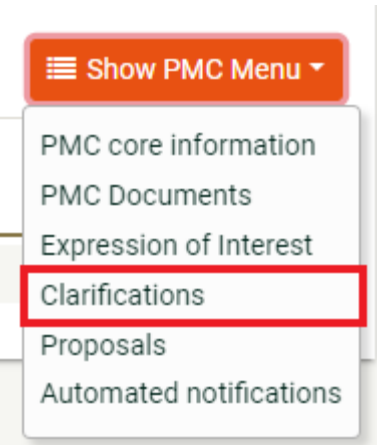 Show PMC Menu
PMC core information
PMC Documents
Expression of Interest
Clarifications
Proposals
Automated notifications